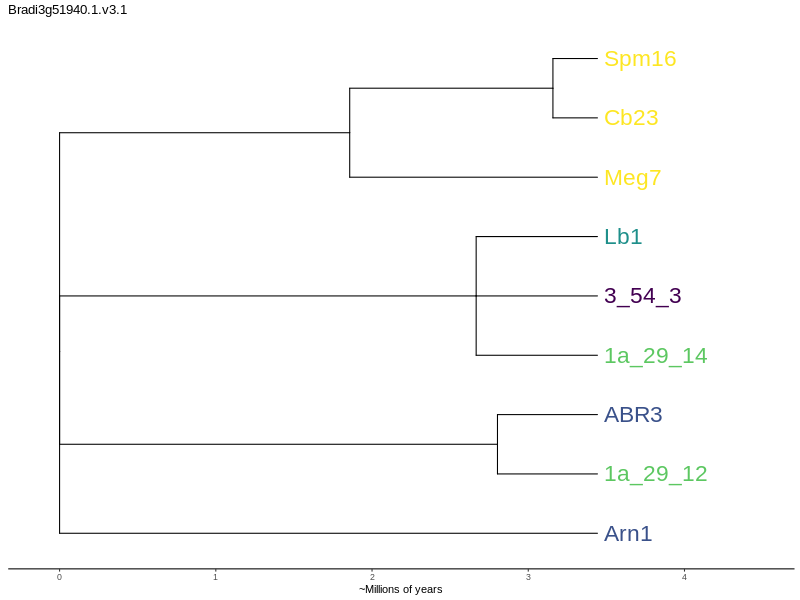 Bradi3g51940.1.v3.1
Spm16
Cb23
Meg7
Lb1
3_54_3
1a_29_14
ABR3
1a_29_12
Arn1
0 1 2 3 4
~Millions of years